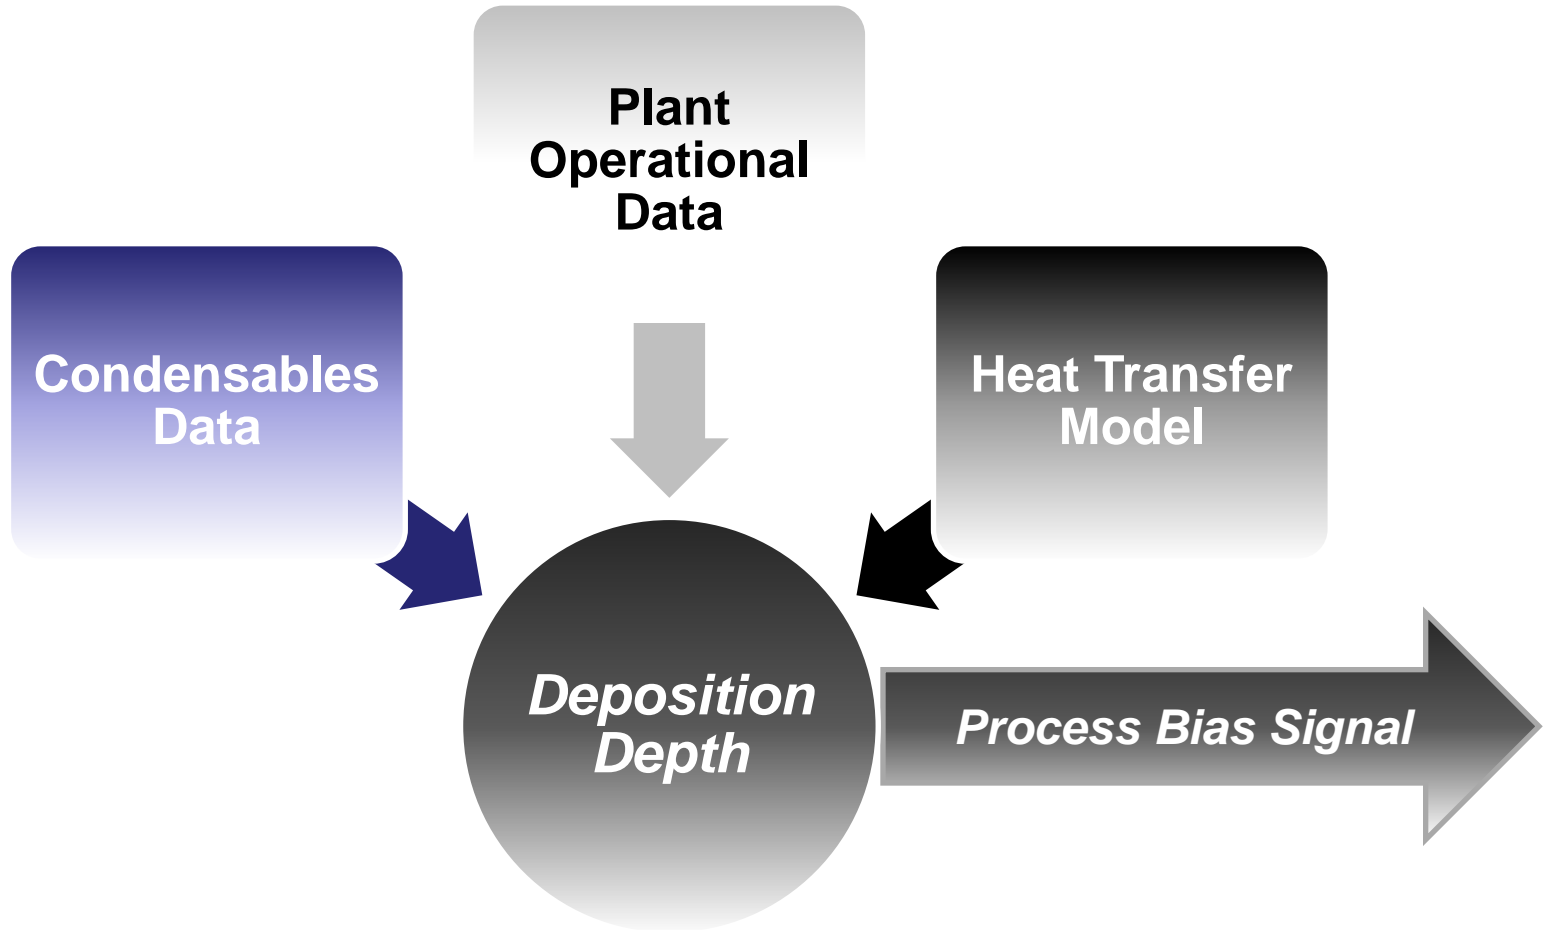 Plant
Operational
Data
Condensables
Data
Heat Transfer
Model
Deposition
Depth
Process Bias Signal